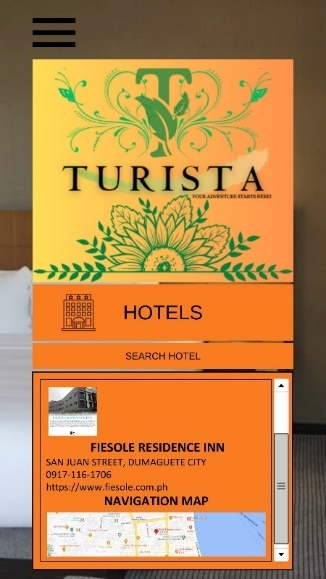 T
TURISTA
YOUR ADVENTURE STARTS HERE!
HOTELS
SEARCH HOTEL
FIESOLE RESIDENCE INN
SAN JUAN STREET, DUMAGUETE CITY
0917-116-1706
https://www.fiesole.com.ph
NAVIGATION MAP